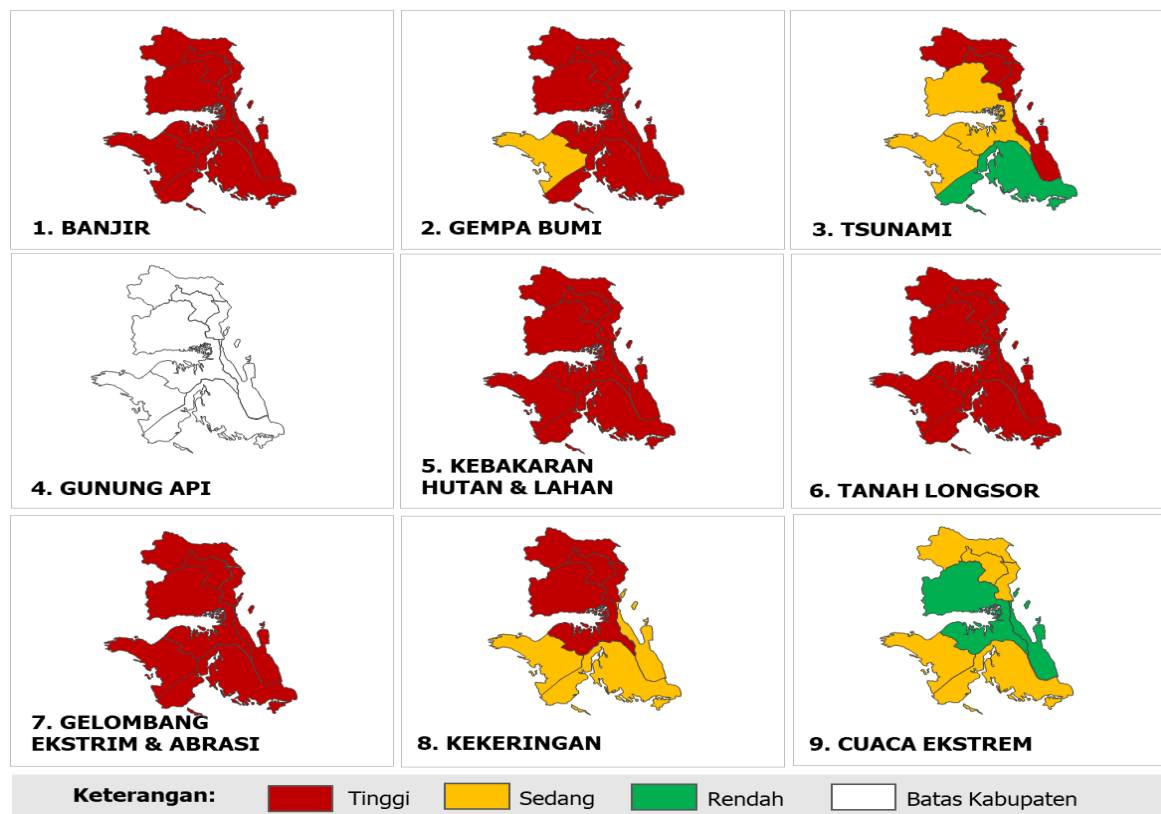 1. BANJIR
2. GEMPA BUMI
3. TSUNAMI
4. GUNUNG API
5. KEBAKARAN
HUTAN & LAHAN
6. TANAH LONGSOR
7. GELOMBANG
EKSTRIM & ABRASI
8. KEKERINGAN
9. CUACA EKSTREM
Keterangan: Tinggi Sedang Rendah Batas Kabupaten